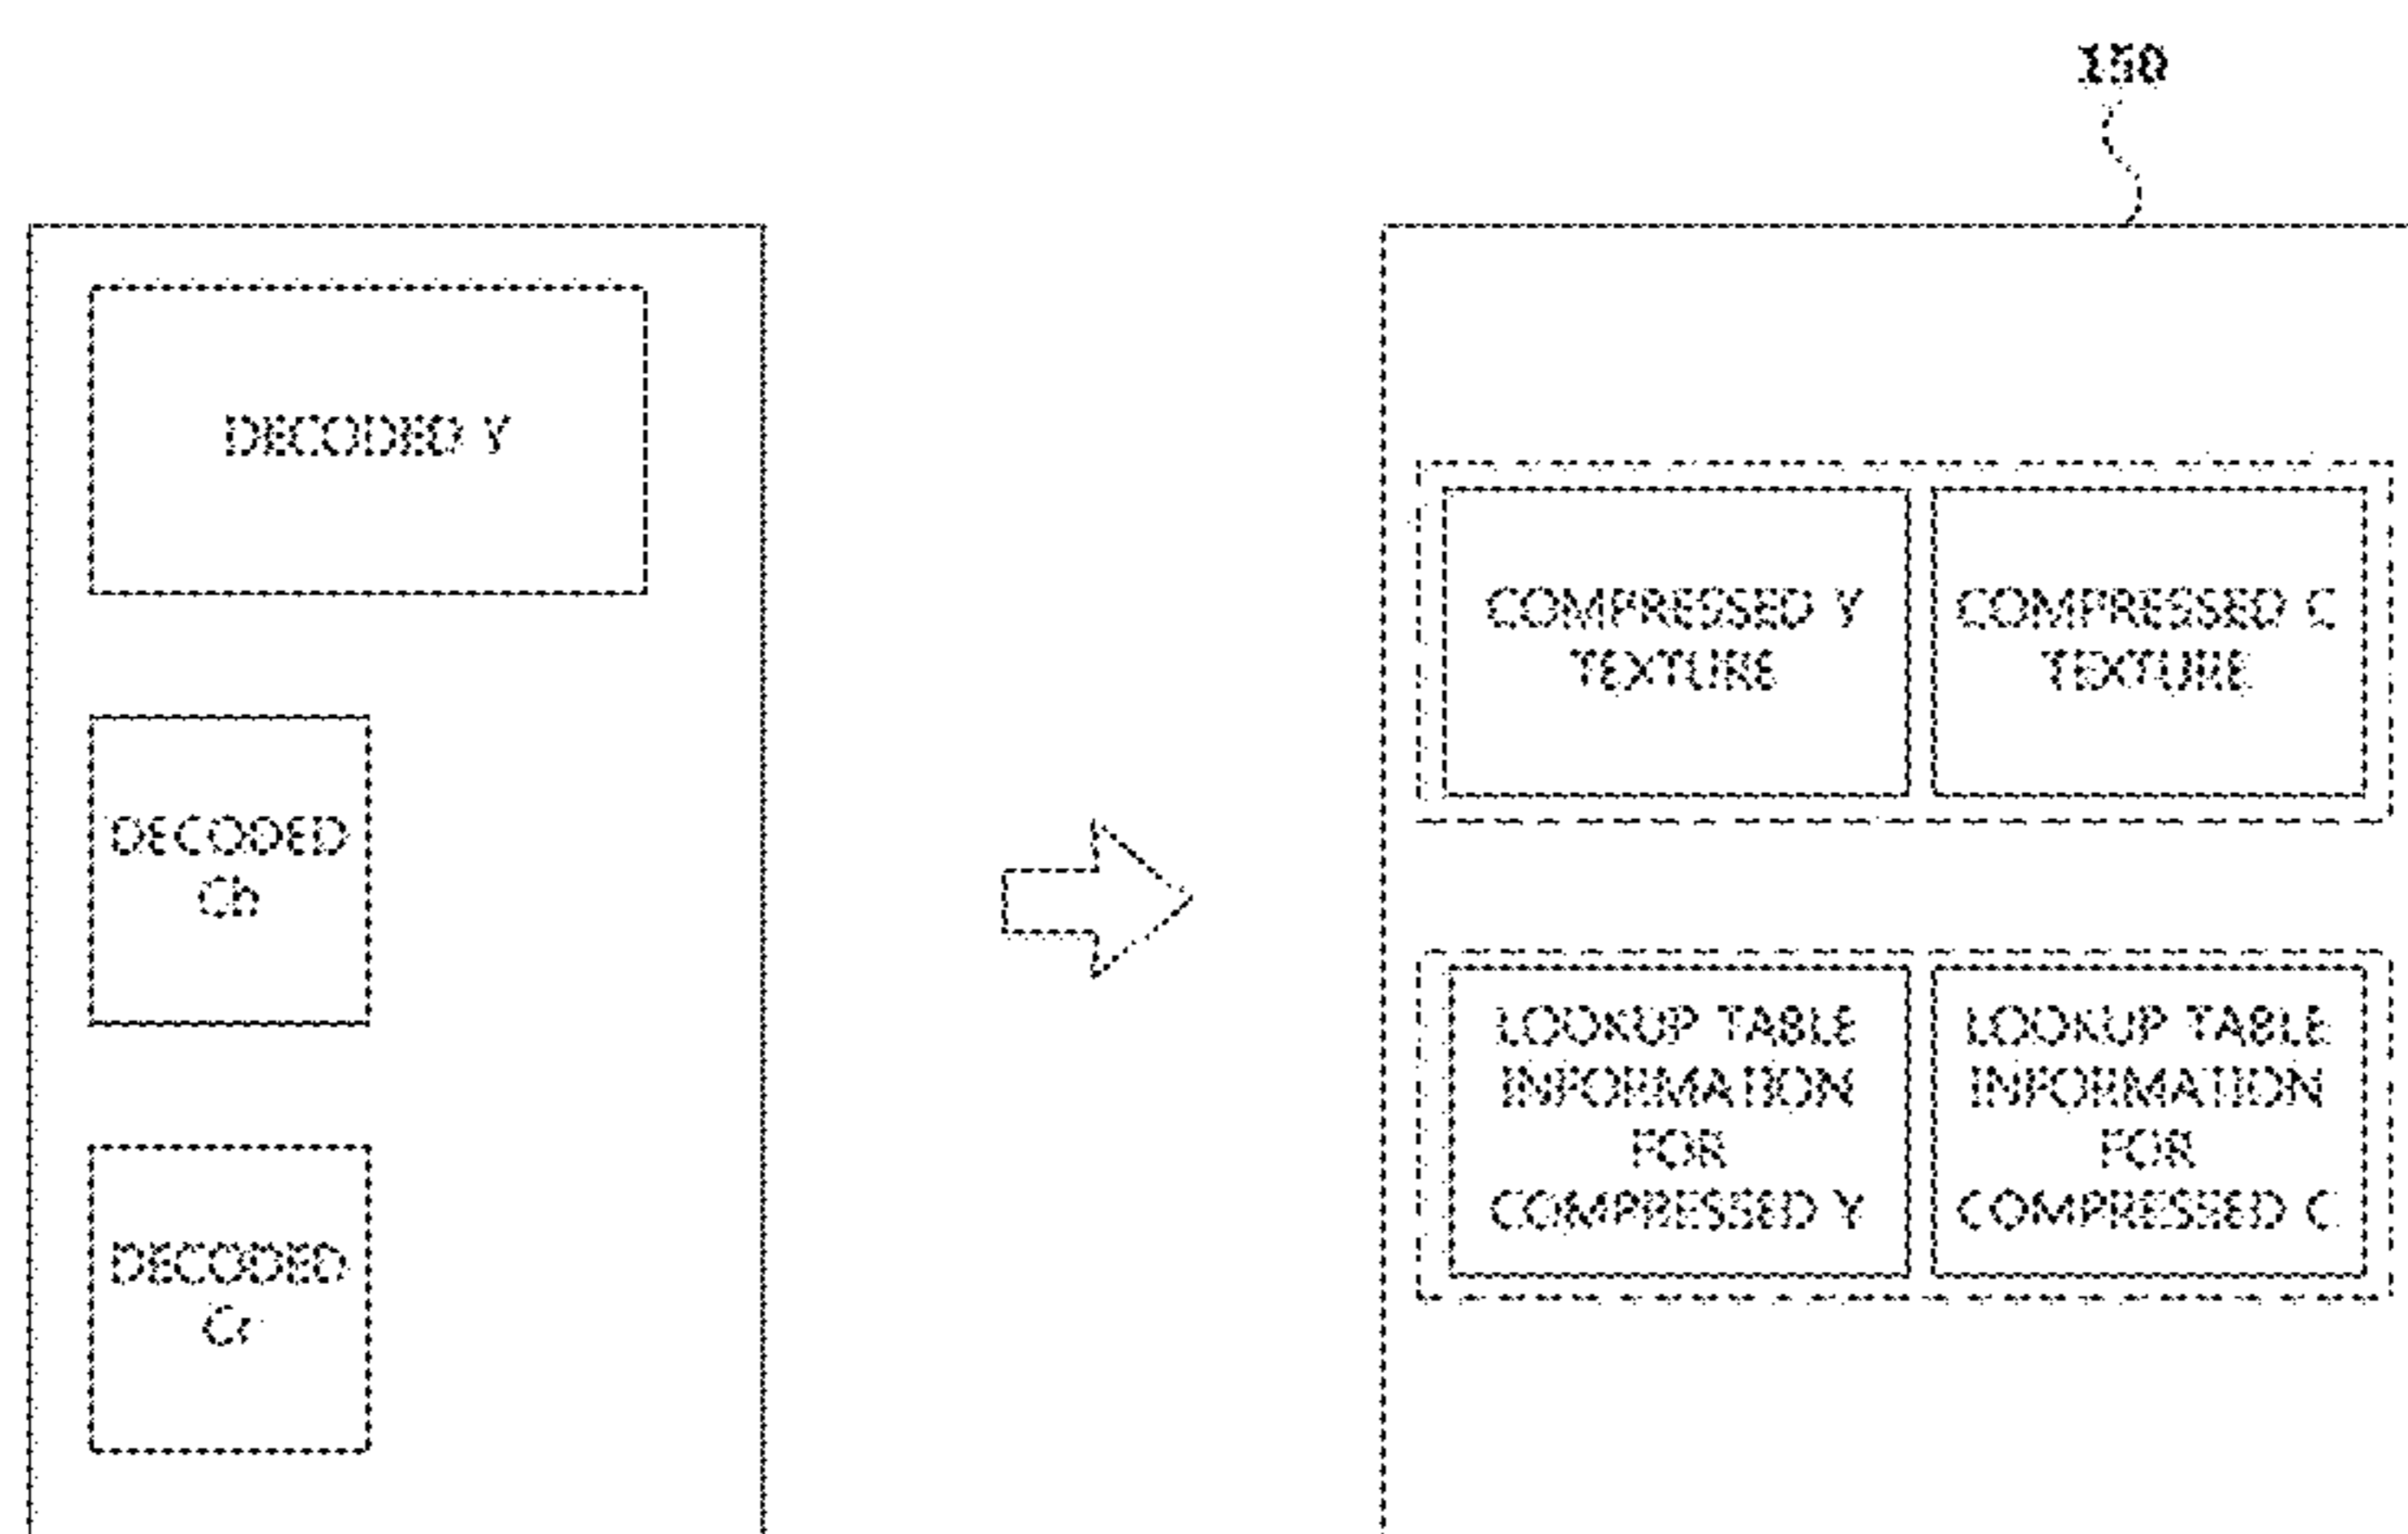 150
DECODED Y
DECODED
Cb
DECODED
Cr
COMPRESSED Y
TEXTURE
COMPRESSED C
TEXTURE
LOOKUP TABLE
INFORMATION
FOR
COMPRESSED Y
LOOKUP TABLE
INFORMATION
FOR
COMPRESSED C